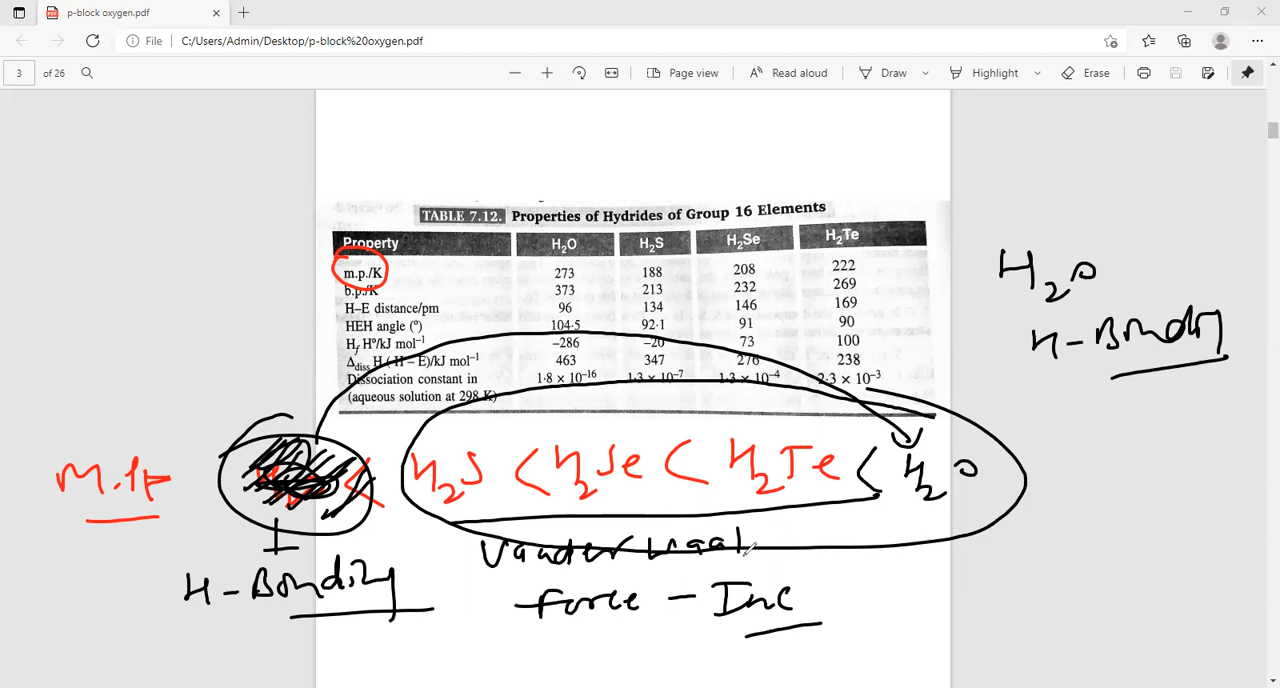 p-block oxygen.pdf
File C:/Users/Admin/Desktop/p-block%20oxygen.pdf
3 of 26 Page view Read aloud Draw Highlight Erase
TABLE 7.12. Properties of Hydrides of Group 16 Elements
Property H₂O H₂S H₂Se H₂Te
m.p./K 273 188 208 222
b.p./K 373 213 232 269
H–E distance/pm 96 134 146 169
HEH angle (°) 104·5 92·1 91 90
H_f H°/kJ mol⁻¹ –286 –20 73 100
Δ_diss H (H – E)/kJ mol⁻¹ 463 347 276 238
Dissociation constant in 1·8 × 10⁻¹⁶ 1·3 × 10⁻⁷ 1·3 × 10⁻⁴ 2·3 × 10⁻³
(aqueous solution at 298 K)
H₂O
H-Bonding
M.pt < H₂S < H₂Se < H₂Te < H₂O
H-Bonding
Vander waal
force - Inc